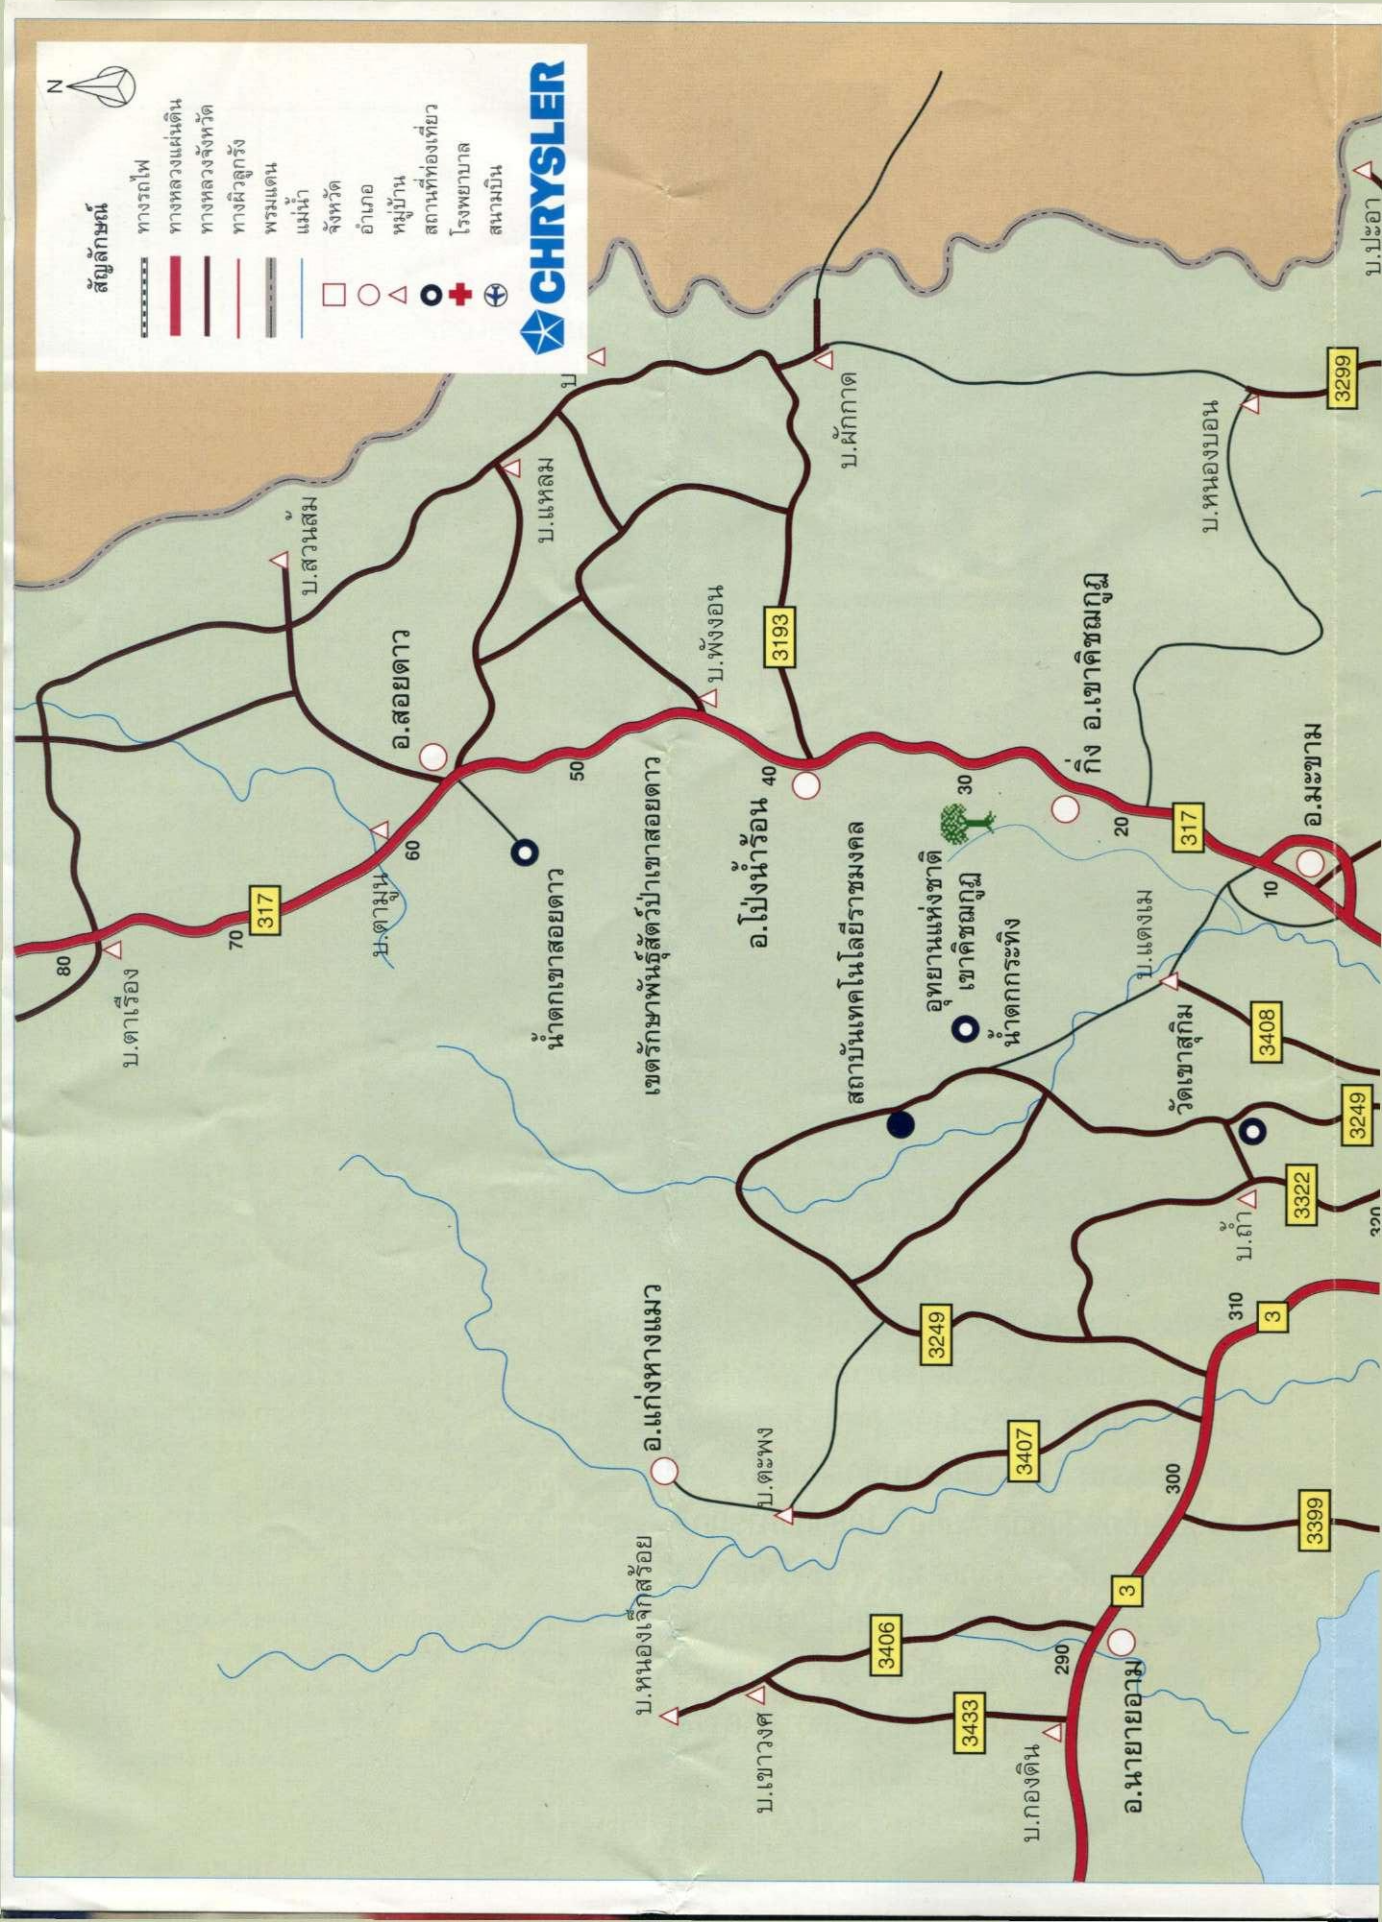 N
สัญลักษณ์
ทางรถไฟ
ทางหลวงแผ่นดิน
ทางหลวงจังหวัด
ทางผิวลูกรัง
พรมแดน
แม่น้ำ
จังหวัด
อำเภอ
หมู่บ้าน
สถานที่ท่องเที่ยว
โรงพยาบาล
สนามบิน
CHRYSLER
บ.ตาเรือง
80
70
317
บ.ตามูน
60
อ.สอยดาว
บ.สวนส้ม
บ.แหลม
บ
น้ำตกเขาสอยดาว
50
เขตรักษาพันธุ์สัตว์ป่าเขาสอยดาว
บ.พังงอน
3193
บ.ผักกาด
อ.โป่งน้ำร้อน
40
สถาบันเทคโนโลยีราชมงคล
อุทยานแห่งชาติ
เขาคิชฌกูฏ
น้ำตกกระทิง
30
กิ่ง อ.เขาคิชฌกูฏ
20
317
บ.แตงเม
10
อ.มะขาม
บ.หนองบอน
3299
บ.ปะอา
วัดเขาสุกิม
3408
3249
3322
บ.ถ้ำ
320
310
3
3249
อ.แก่งหางแมว
บ.ตะพง
3407
300
3399
3
บ.หนองเจ๊กสร้อย
3406
290
บ.เขาวงศ
3433
บ.กองดิน
อ.นายายอาม